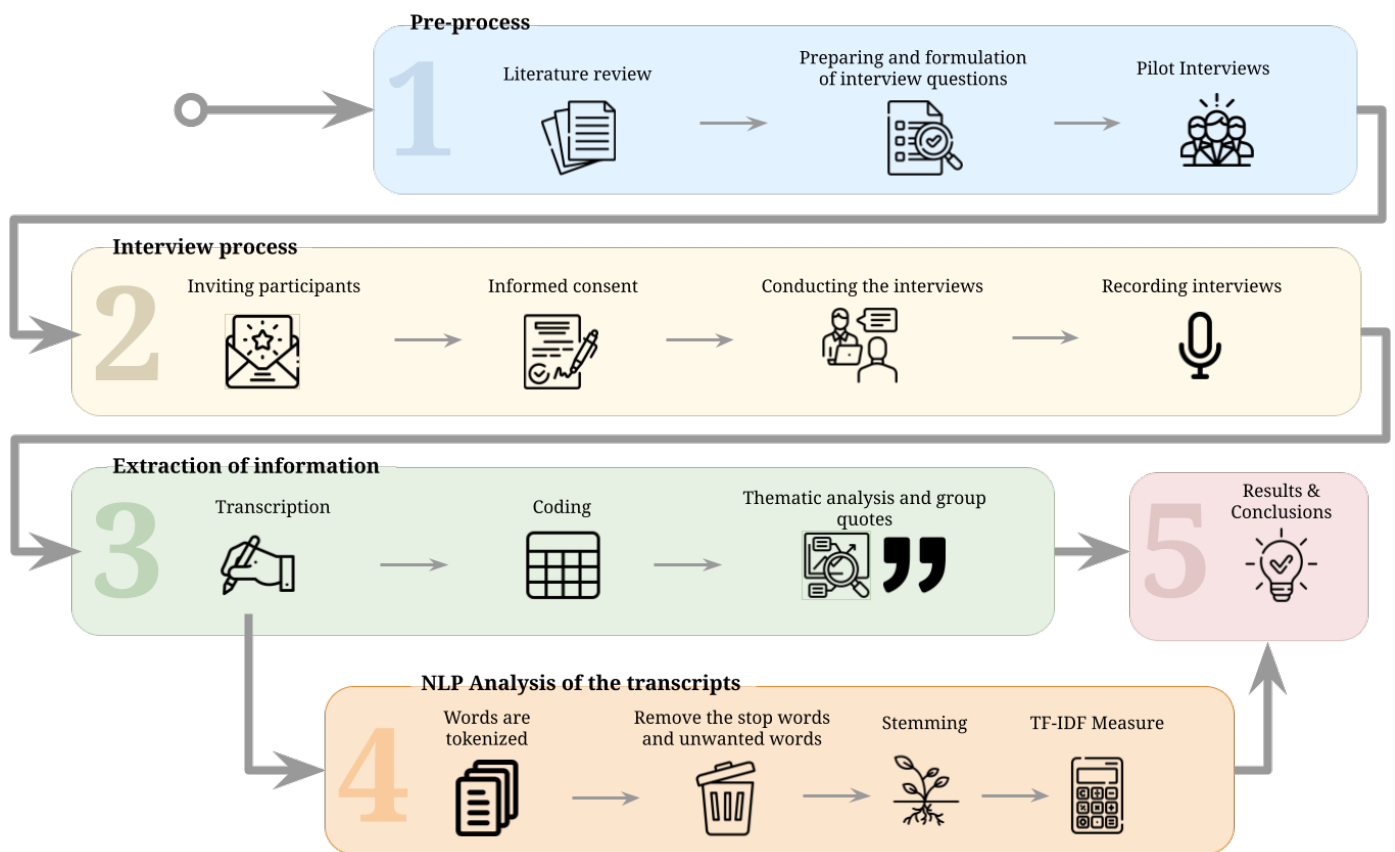 Pre-process
1
Literature review
Preparing and formulation
of interview questions
Pilot Interviews
Interview process
2
Inviting participants
Informed consent
Conducting the interviews
Recording interviews
Extraction of information
3
Transcription
Coding
Thematic analysis and group
quotes
5
Results &
Conclusions
NLP Analysis of the transcripts
4
Words are
tokenized
Remove the stop words
and unwanted words
Stemming
TF-IDF Measure